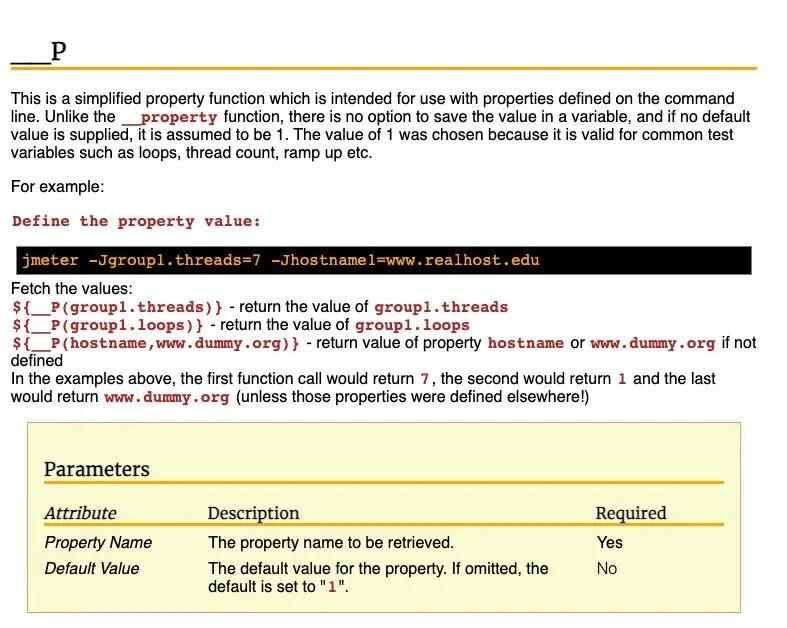 __P
This is a simplified property function which is intended for use with properties defined on the command
line. Unlike the __property function, there is no option to save the value in a variable, and if no default
value is supplied, it is assumed to be 1. The value of 1 was chosen because it is valid for common test
variables such as loops, thread count, ramp up etc.
For example:
Define the property value:
jmeter -Jgroup1.threads=7 -Jhostname1=www.realhost.edu
Fetch the values:
${__P(group1.threads)} - return the value of group1.threads
${__P(group1.loops)} - return the value of group1.loops
${__P(hostname,www.dummy.org)} - return value of property hostname or www.dummy.org if not
defined
In the examples above, the first function call would return 7, the second would return 1 and the last
would return www.dummy.org (unless those properties were defined elsewhere!)
Parameters
Attribute Description Required
Property Name The property name to be retrieved. Yes
Default Value The default value for the property. If omitted, the No
default is set to "1".